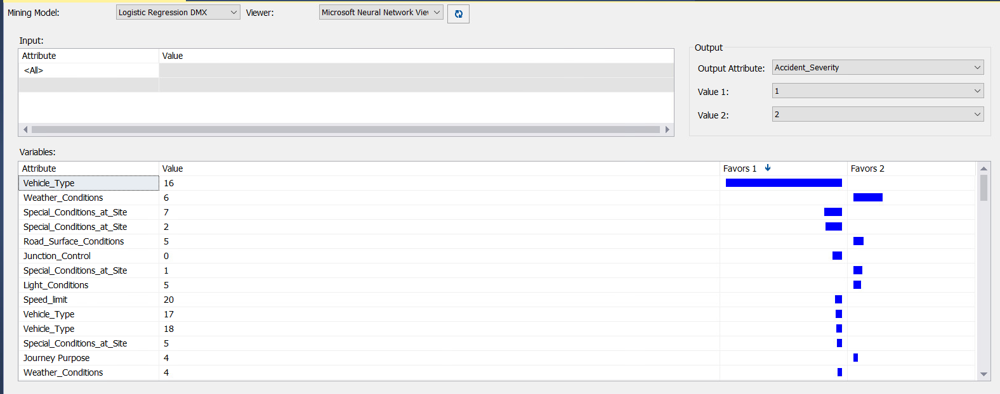 Mining Model: Logistic Regression DMX Viewer: Microsoft Neural Network Vie
Input:
Attribute Value
<All>
Output
Output Attribute: Accident_Severity
Value 1: 1
Value 2: 2
Variables:
Attribute Value Favors 1 Favors 2
Vehicle_Type 16
Weather_Conditions 6
Special_Conditions_at_Site 7
Special_Conditions_at_Site 2
Road_Surface_Conditions 5
Junction_Control 0
Special_Conditions_at_Site 1
Light_Conditions 5
Speed_limit 20
Vehicle_Type 17
Vehicle_Type 18
Special_Conditions_at_Site 5
Journey Purpose 4
Weather_Conditions 4